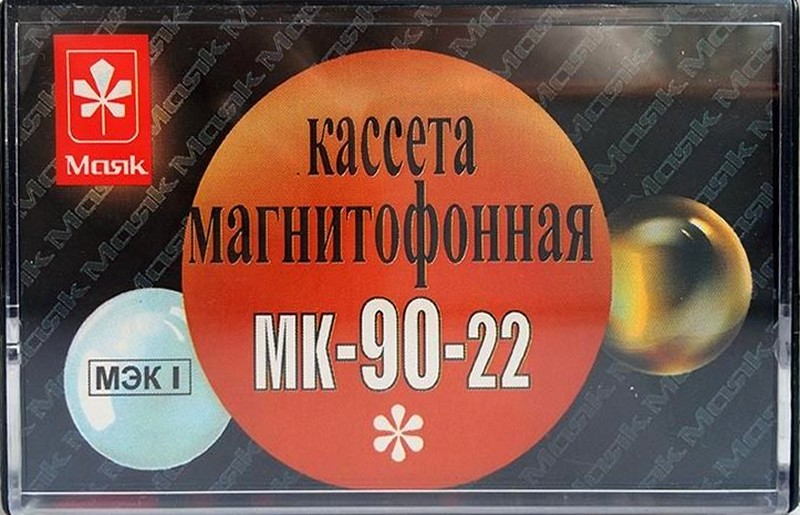 Маяк
кассета
магнитофонная
МК-90-22
МЭК I